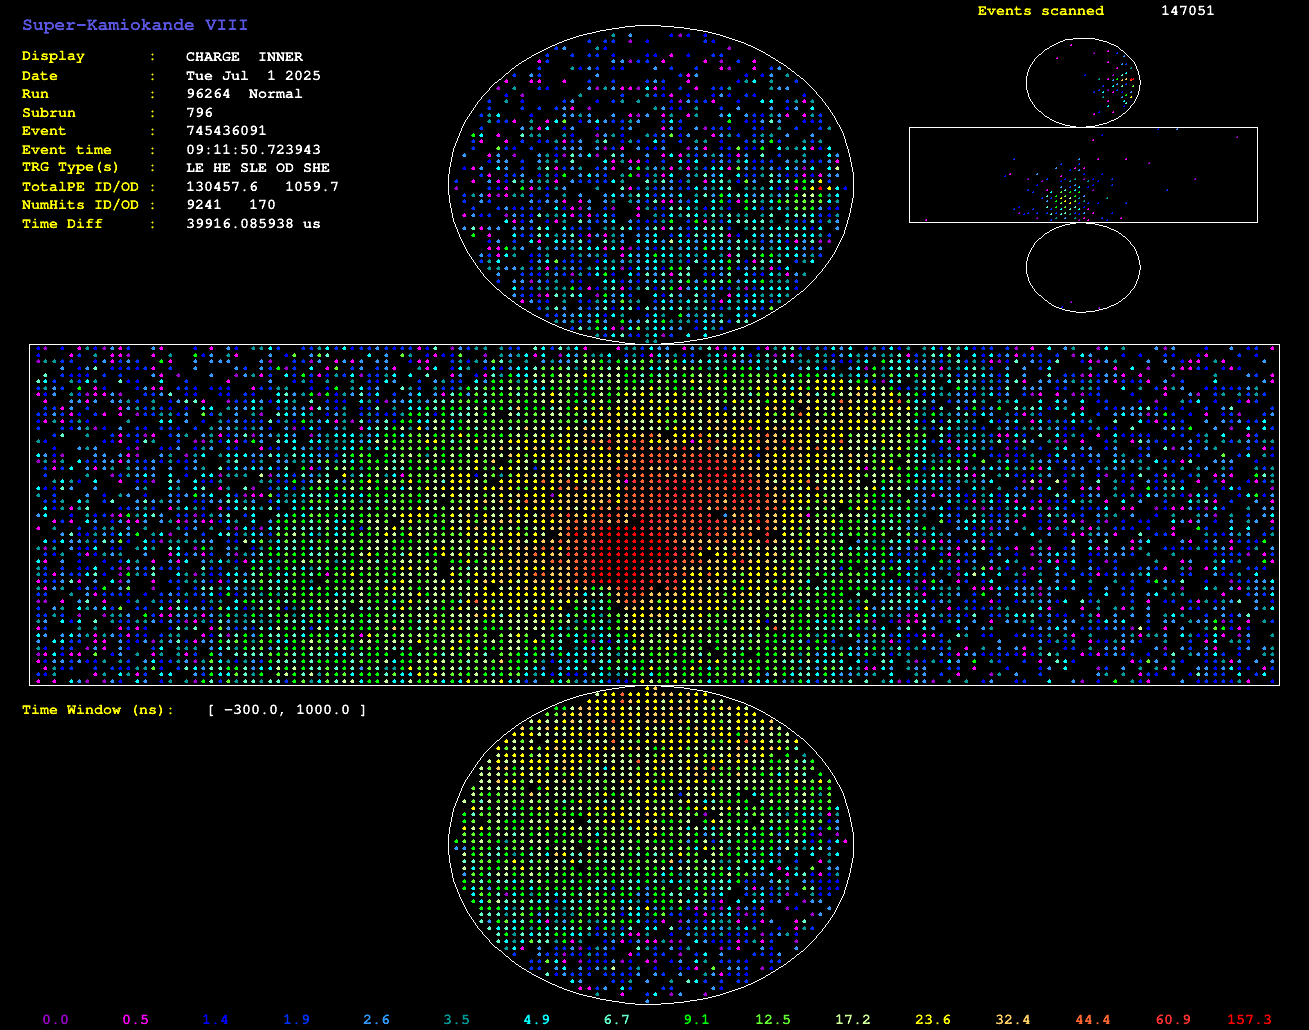 Super-Kamiokande VIII
Events scanned 147051
Display : CHARGE INNER
Date : Tue Jul 1 2025
Run : 96264 Normal
Subrun : 796
Event : 745436091
Event time : 09:11:50.723943
TRG Type(s) : LE HE SLE OD SHE
TotalPE ID/OD : 130457.6 1059.7
NumHits ID/OD : 9241 170
Time Diff : 39916.085938 us
Time Window (ns): [ -300.0, 1000.0 ]
0.0 0.5 1.4 1.9 2.6 3.5 4.9 6.7 9.1 12.5 17.2 23.6 32.4 44.4 60.9 157.3